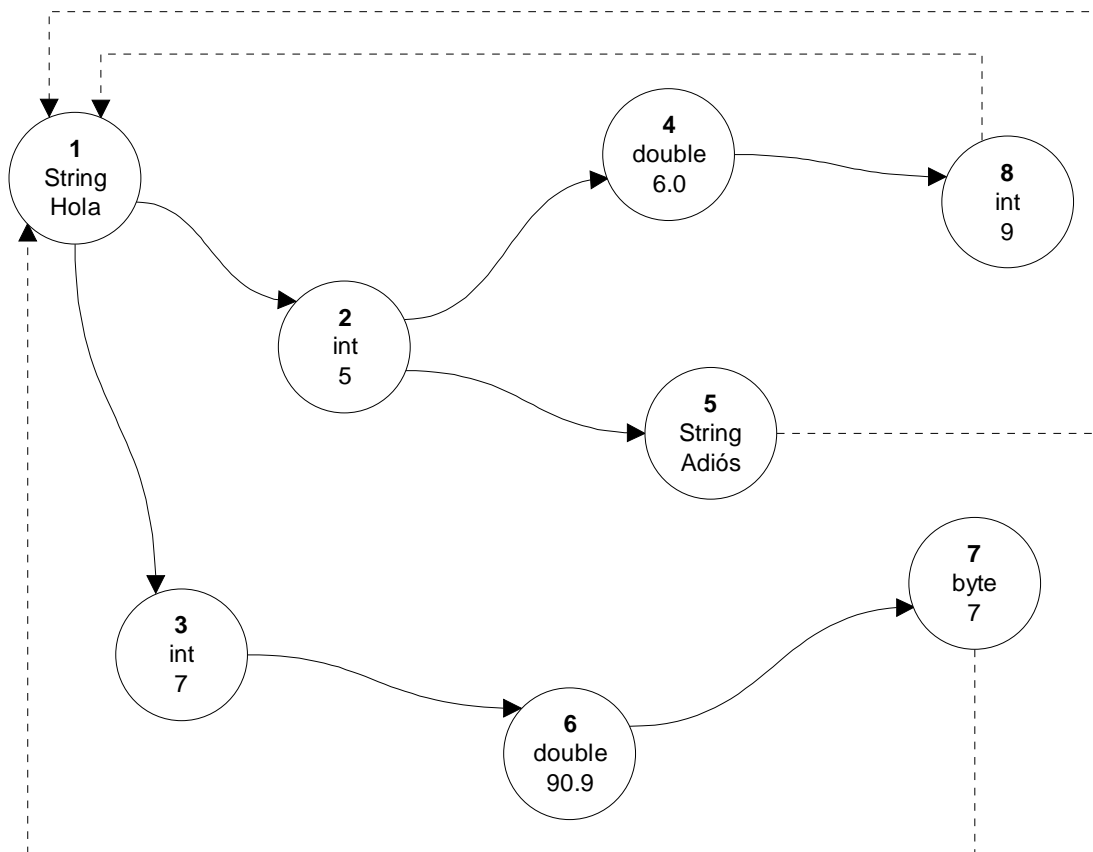 1
String
Hola
2
int
5
3
int
7
4
double
6.0
5
String
Adiós
6
double
90.9
7
byte
7
8
int
9